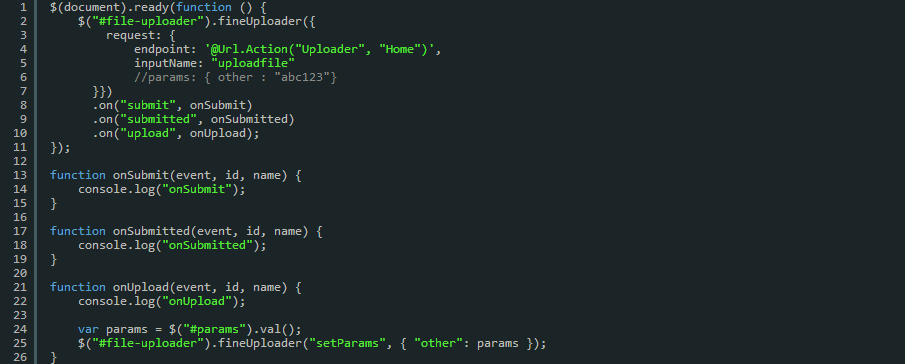 1 $(document).ready(function () {
2     $("#file-uploader").fineUploader({
3         request: {
4             endpoint: '@Url.Action("Uploader", "Home")',
5             inputName: "uploadfile"
6             //params: { other : "abc123"}
7       }})
8       .on("submit", onSubmit)
9       .on("submitted", onSubmitted)
10       .on("upload", onUpload);
11 });
12
13 function onSubmit(event, id, name) {
14     console.log("onSubmit");
15 }
16
17 function onSubmitted(event, id, name) {
18     console.log("onSubmitted");
19 }
20
21 function onUpload(event, id, name) {
22     console.log("onUpload");
23
24     var params = $("#params").val();
25     $("#file-uploader").fineUploader("setParams", { "other": params });
26 }